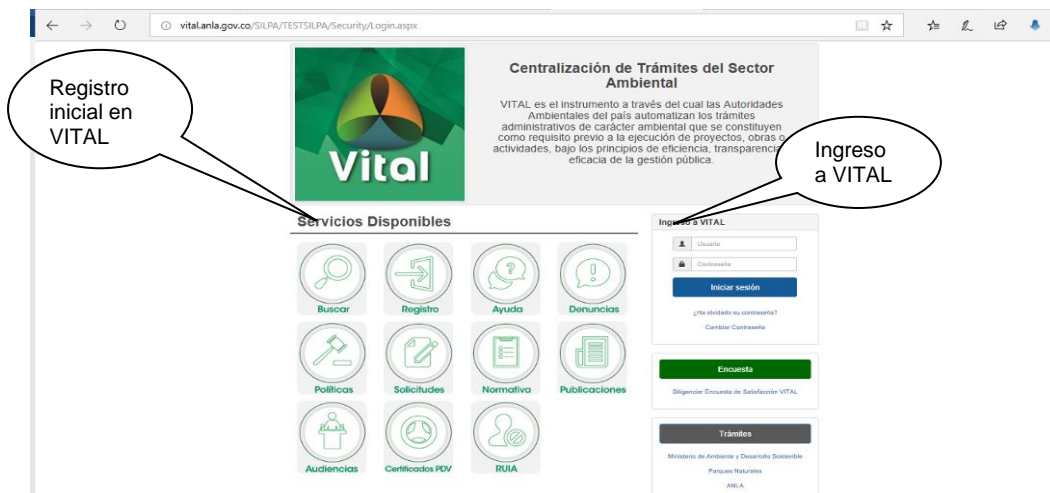 vital.anla.gov.co/SILPA/TESTSILPA/Security/Login.aspx
Registro
inicial en
VITAL
Vital
Centralización de Trámites del Sector
Ambiental
VITAL es el instrumento a través del cual las Autoridades
Ambientales del país automatizan los trámites
administrativos de carácter ambiental que se constituyen
como requisito previo a la ejecución de proyectos, obras o
actividades, bajo los principios de eficiencia, transparencia
eficacia de la gestión pública.
Ingreso
a VITAL
Servicios Disponibles
Buscar
Registro
Ayuda
Denuncias
Políticas
Solicitudes
Normativa
Publicaciones
Audiencias
Certificados PDV
RUIA
Ingreso a VITAL
Usuario
Contraseña
Iniciar sesión
¿Ha olvidado su contraseña?
Cambiar Contraseña
Encuesta
Diligenciar Encuesta de Satisfacción VITAL
Trámites
Ministerio de Ambiente y Desarrollo Sostenible
Parques Naturales
ANLA